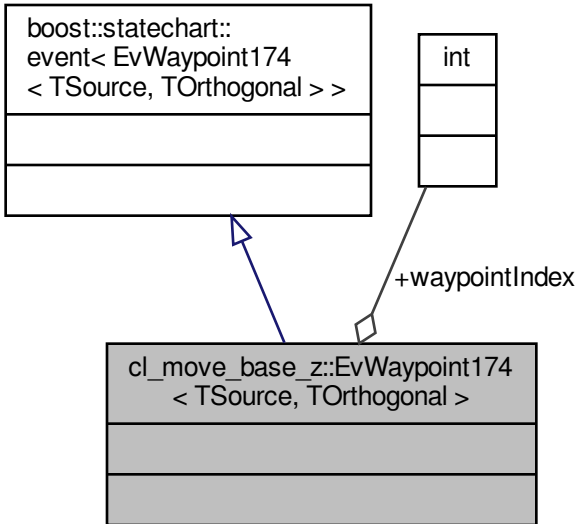 boost::statechart::
event< EvWaypoint174
< TSource, TOrthogonal > >
int
+waypointIndex
cl_move_base_z::EvWaypoint174
< TSource, TOrthogonal >